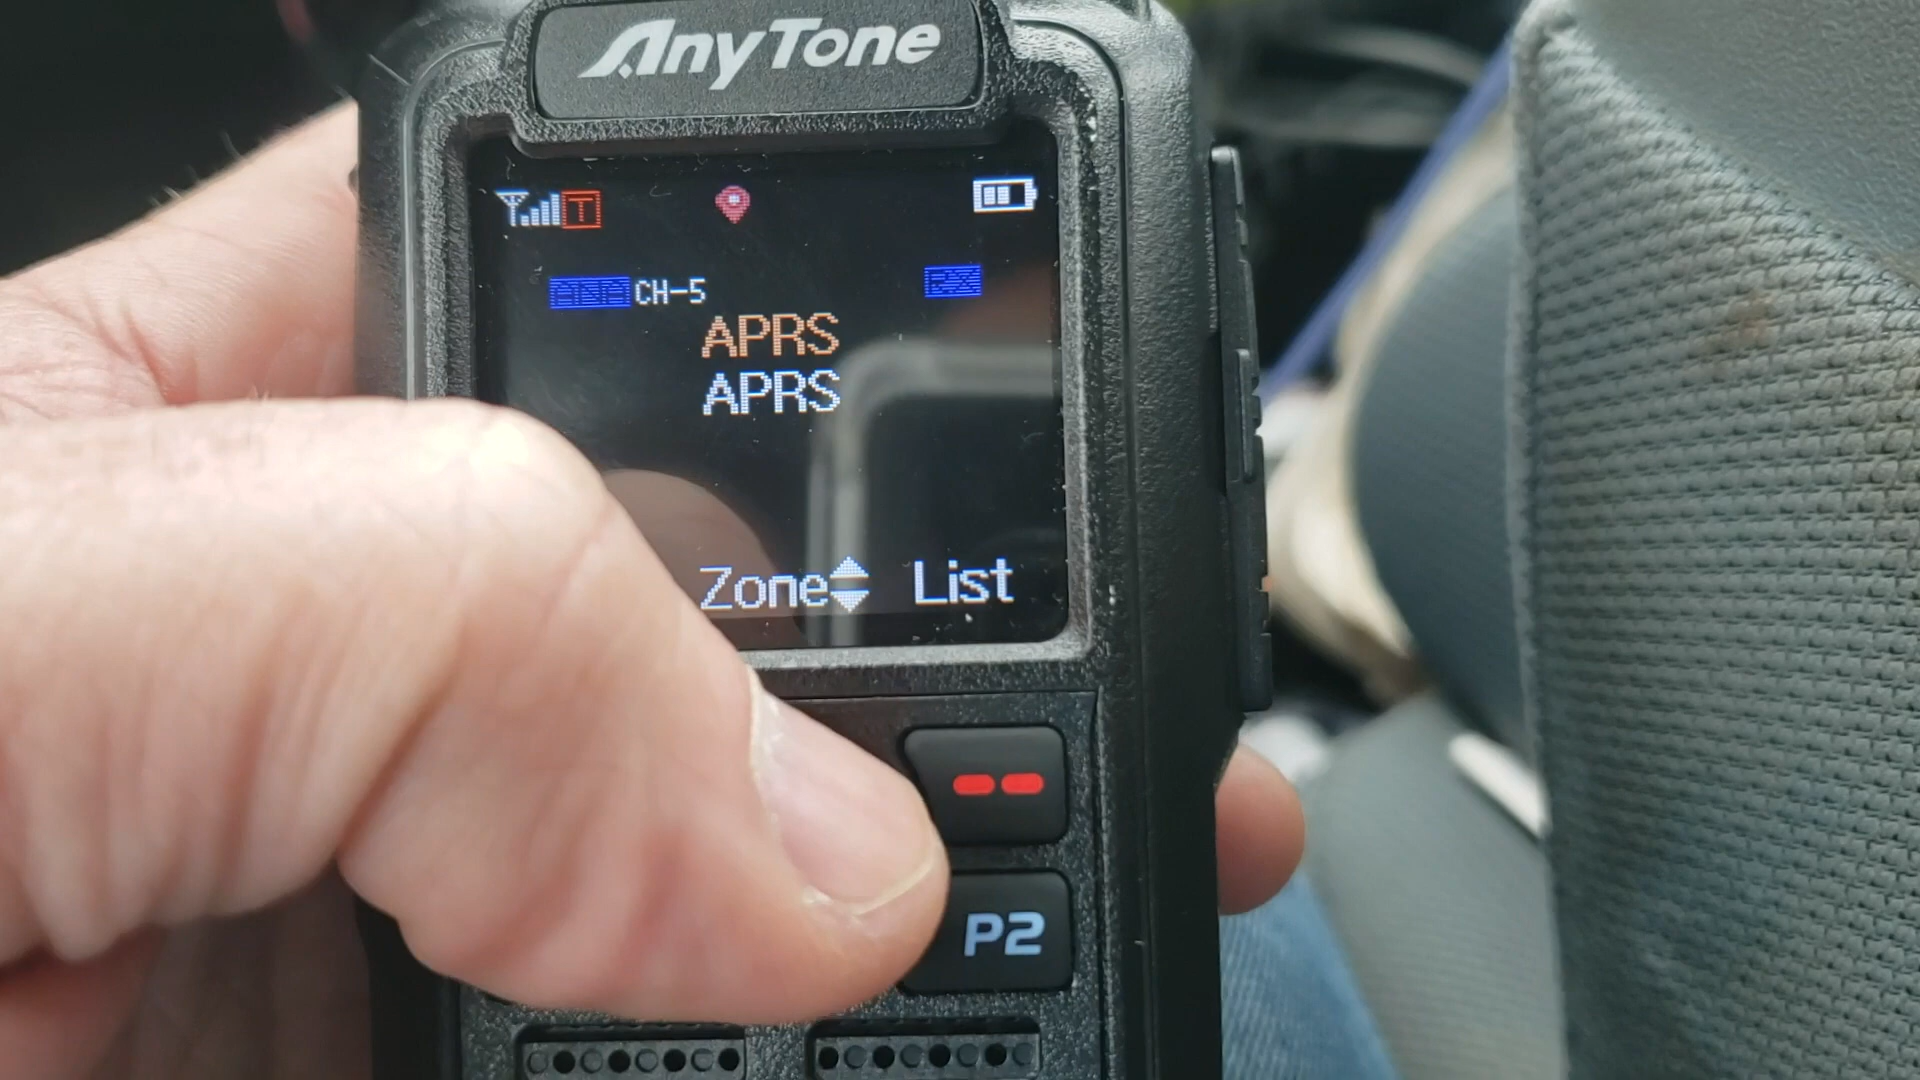 AnyTone
T
CH-5
APRS
APRS
Zone List
P2